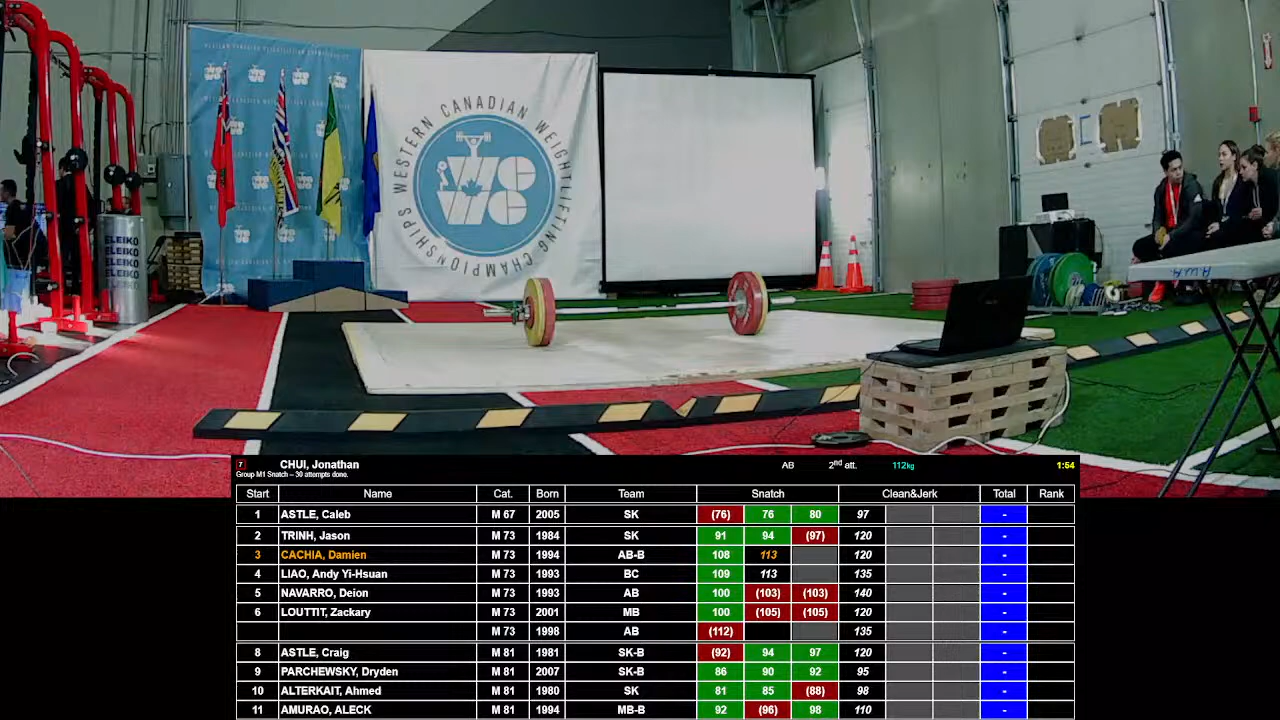 WESTERN CANADIAN WEIGHTLIFTING CHAMPIONSHIPS
WC
WC
ELEIKO
ELEIKO
ELEIKO
ELEIKO
7 CHUI, Jonathan AB 2nd att. 112kg 1:54
Group M1 Snatch – 30 attempts done.
Start Name Cat. Born Team Snatch Clean&Jerk Total Rank
1 ASTLE, Caleb M 67 2005 SK (76) 76 80 97 -
2 TRINH, Jason M 73 1984 SK 91 94 (97) 120 -
3 CACHIA, Damien M 73 1994 AB-B 108 113 120 -
4 LIAO, Andy Yi-Hsuan M 73 1993 BC 109 113 135 -
5 NAVARRO, Deion M 73 1993 AB 100 (103) (103) 140 -
6 LOUTTIT, Zackary M 73 2001 MB 100 (105) (105) 120 -
M 73 1998 AB (112) 135 -
8 ASTLE, Craig M 81 1981 SK-B (92) 94 97 120 -
9 PARCHEWSKY, Dryden M 81 2007 SK-B 86 90 92 95 -
10 ALTERKAIT, Ahmed M 81 1980 SK 81 85 (88) 98 -
11 AMURAO, ALECK M 81 1994 MB-B 92 (96) 98 110 -